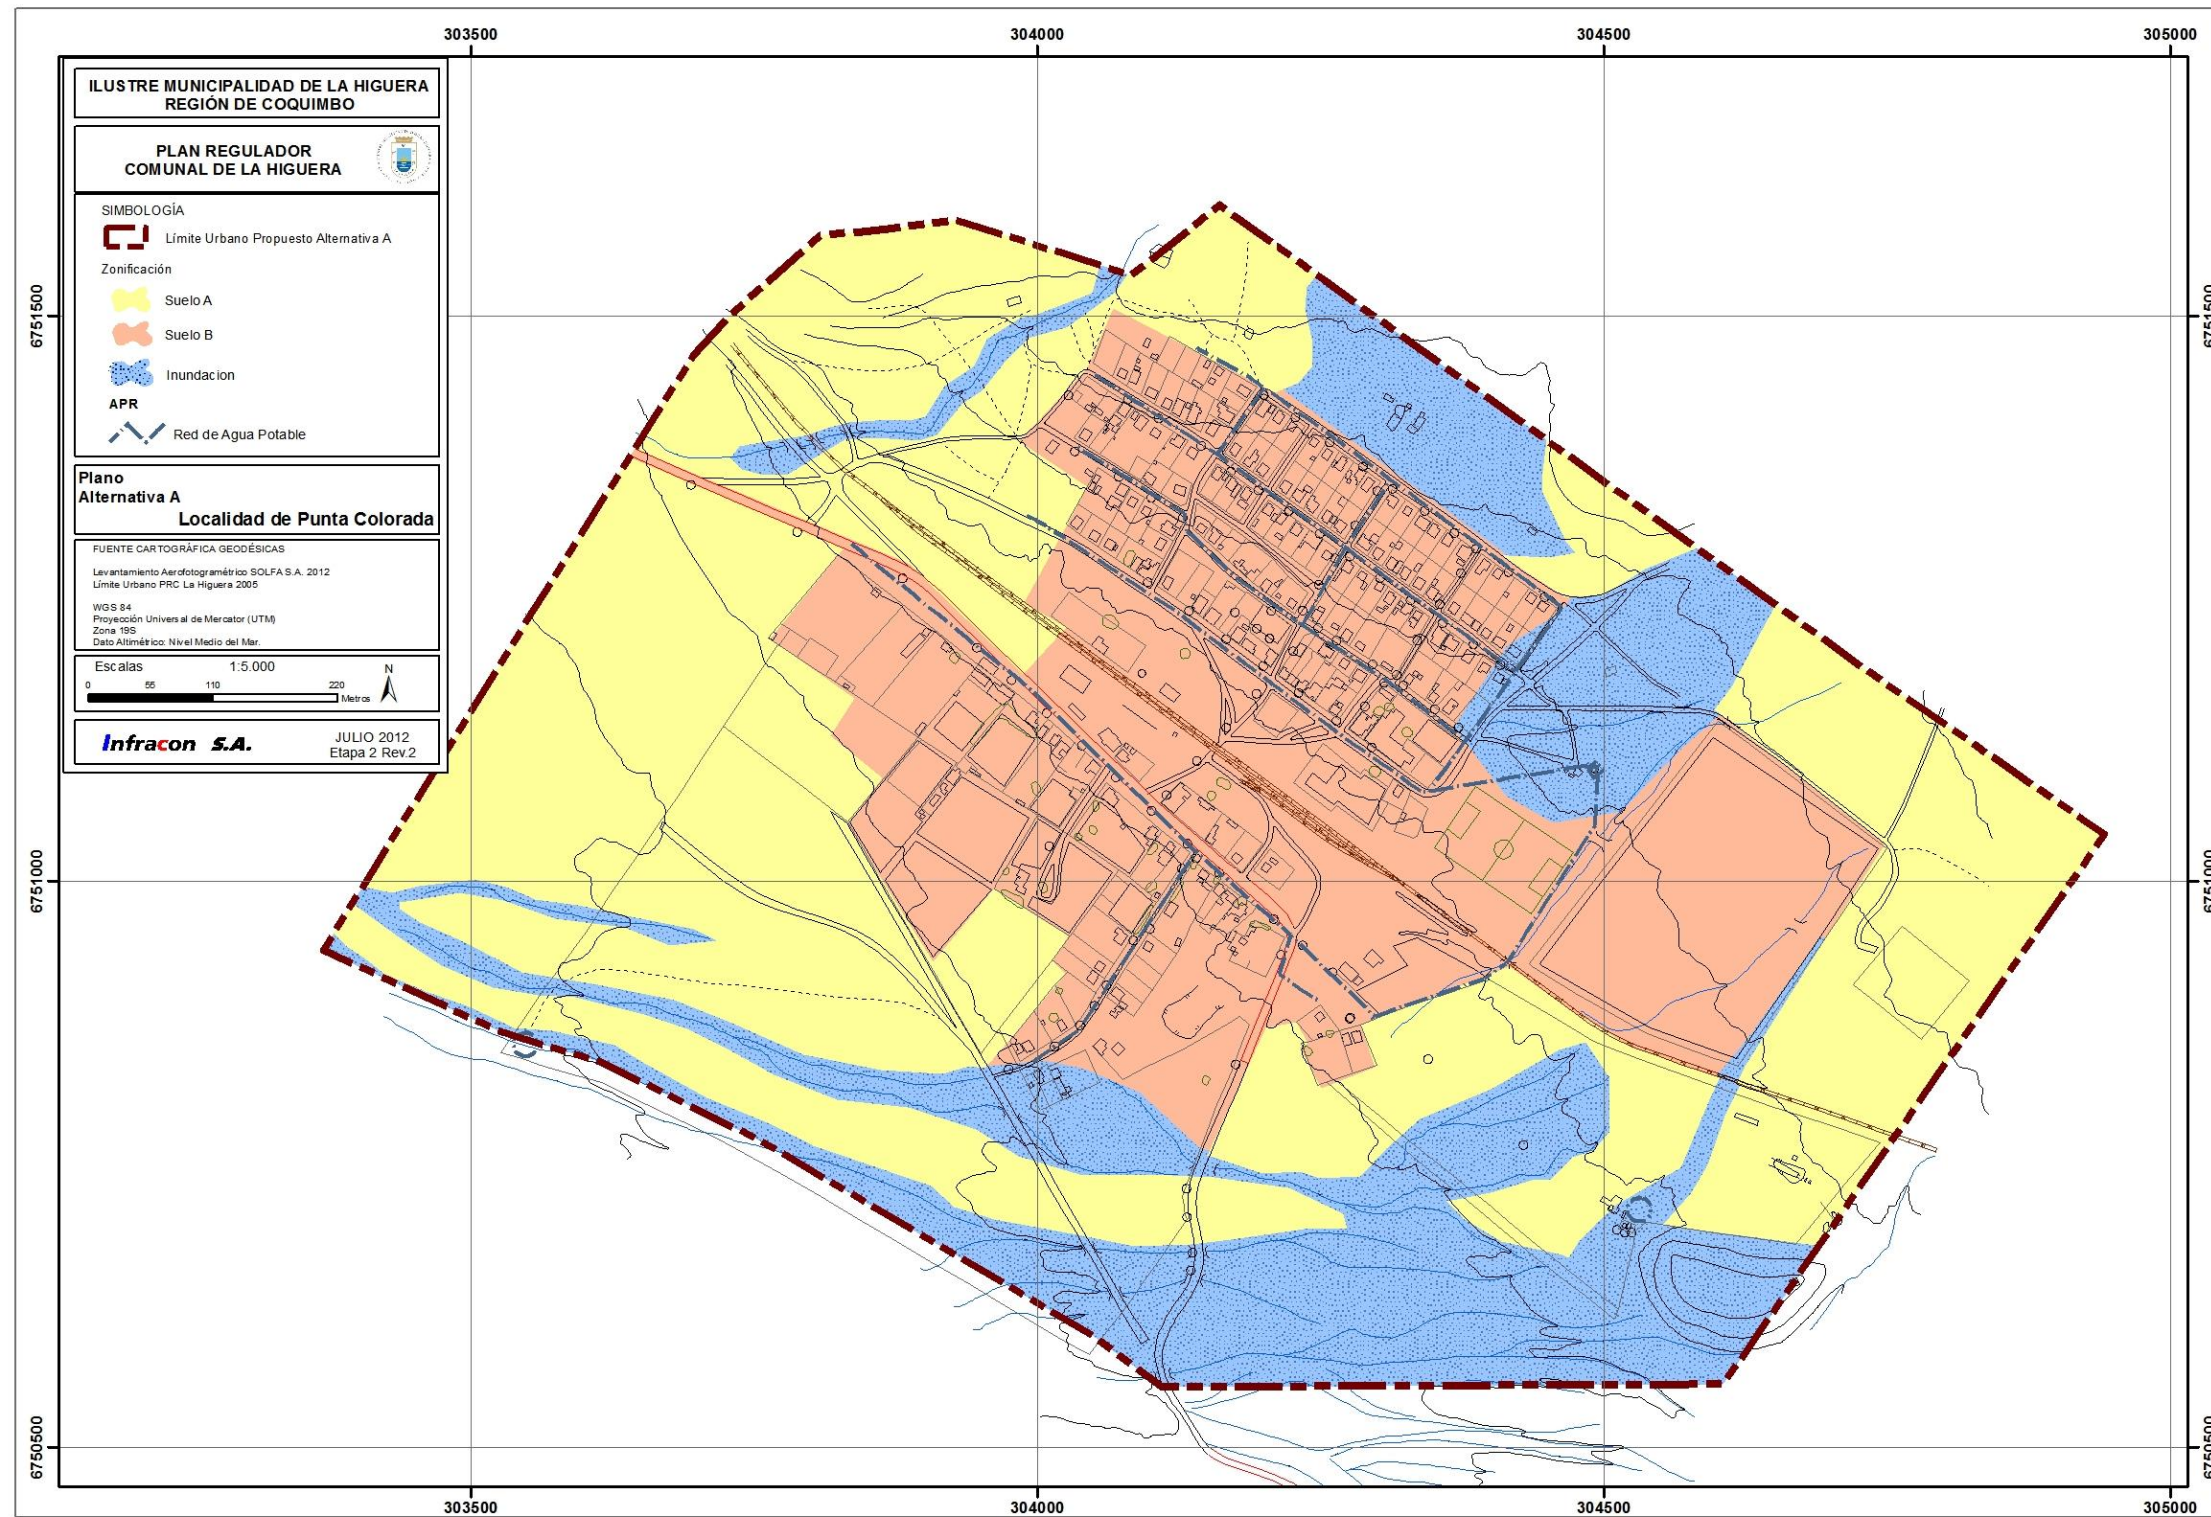 303500 304000 304500 305000
ILUSTRE MUNICIPALIDAD DE LA HIGUERA
REGIÓN DE COQUIMBO
PLAN REGULADOR
COMUNAL DE LA HIGUERA
SIMBOLOGÍA
Límite Urbano Propuesto Alternativa A
Zonificación
Suelo A
Suelo B
Inundacion
APR
Red de Agua Potable
Plano
Alternativa A
Localidad de Punta Colorada
FUENTE CARTOGRÁFICA GEODÉSICAS
Levantamiento Aerofotogramétrico SOLFA S.A. 2012
Límite Urbano PRC La Higuera 2005
WGS 84
Proyección Universal de Mercator (UTM)
Zona 19S
Dato Altimétrico: Nivel Medio del Mar.
Escalas 1:5.000
N
0 55 110 220
Metros
Infracon S.A.
JULIO 2012
Etapa 2 Rev.2
6751500 6751500
6751000 6751000
6750500 6750500
303500 304000 304500 305000